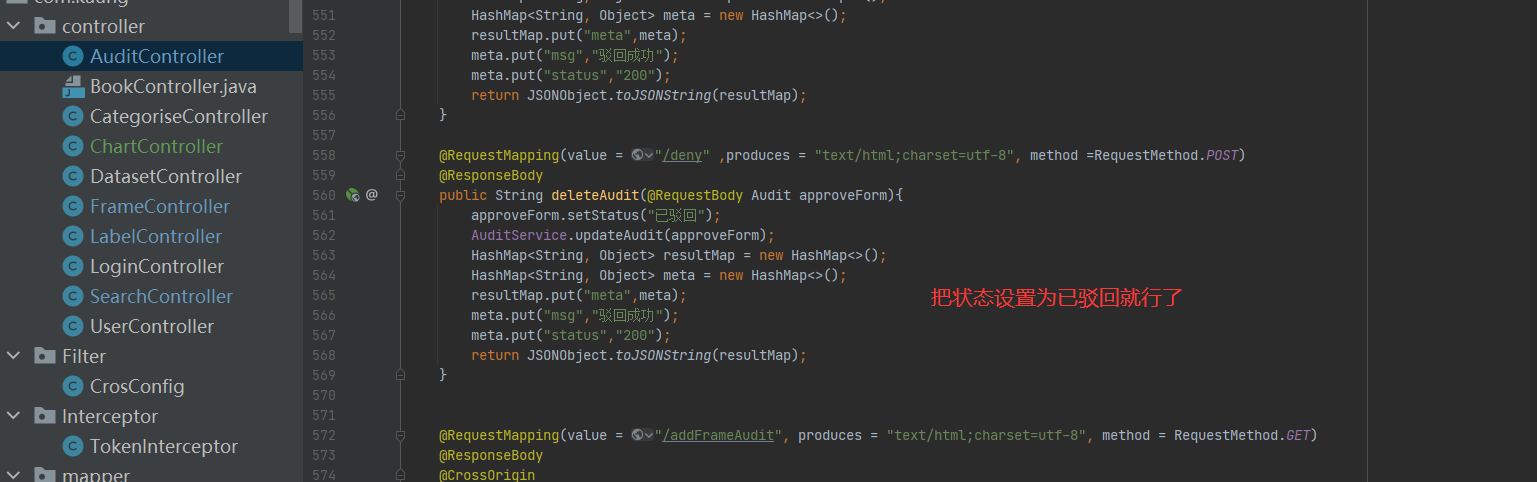 com.kuang
controller
AuditController
BookController.java
CategoriseController
ChartController
DatasetController
FrameController
LabelController
LoginController
SearchController
UserController
Filter
CrosConfig
Interceptor
TokenInterceptor
mapper
551 HashMap<String, Object> meta = new HashMap<>();
552 resultMap.put("meta",meta);
553 meta.put("msg","驳回成功");
554 meta.put("status","200");
555 return JSONObject.toJSONString(resultMap);
556 }
557
558 @RequestMapping(value = "/deny" ,produces = "text/html;charset=utf-8", method =RequestMethod.POST)
559 @ResponseBody
560 @ public String deleteAudit(@RequestBody Audit approveForm){
561 approveForm.setStatus("已驳回");
562 AuditService.updateAudit(approveForm);
563 HashMap<String, Object> resultMap = new HashMap<>();
564 HashMap<String, Object> meta = new HashMap<>();
565 resultMap.put("meta",meta);
566 meta.put("msg","驳回成功");
567 meta.put("status","200");
568 return JSONObject.toJSONString(resultMap);
569 }
570
571
572 @RequestMapping(value = "/addFrameAudit", produces = "text/html;charset=utf-8", method = RequestMethod.GET)
573 @ResponseBody
574 @CrossOrigin
把状态设置为已驳回就行了